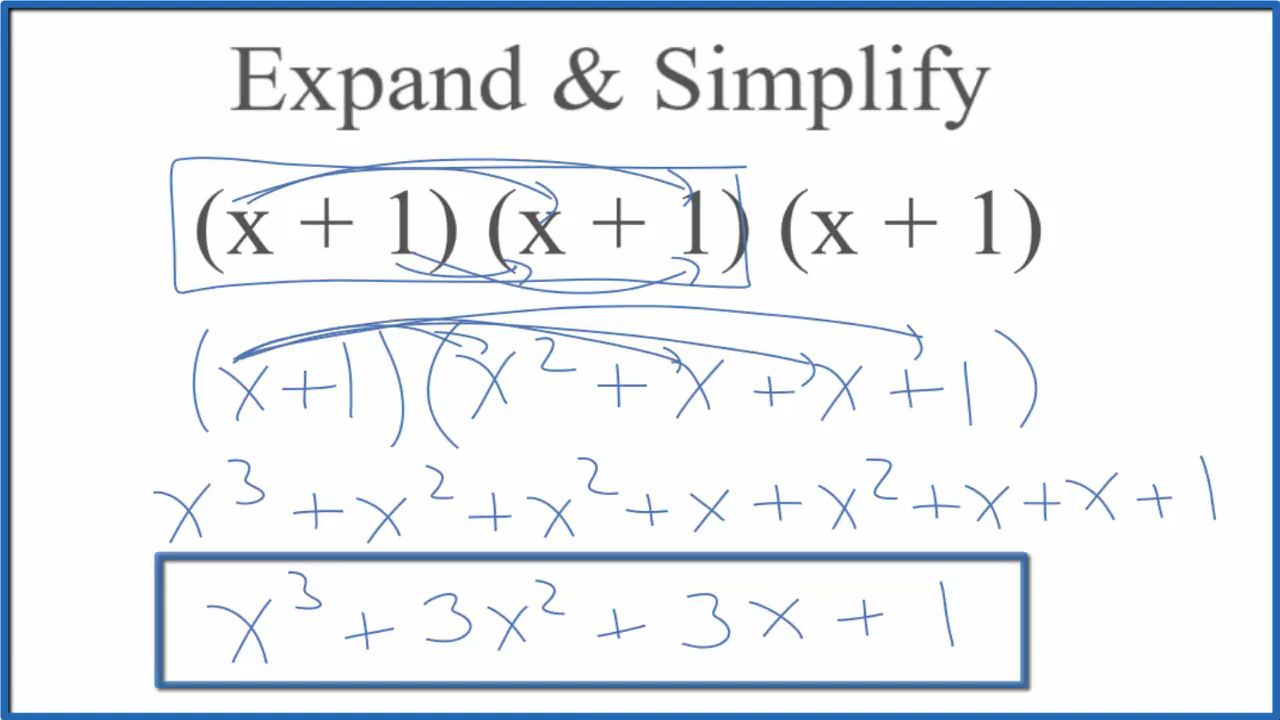 Expand & Simplify
(x + 1) (x + 1) (x + 1)
(x+1)(x² + x + x + 1)
x³ + x² + x² + x + x² + x + x + 1
x³ + 3x² + 3x + 1